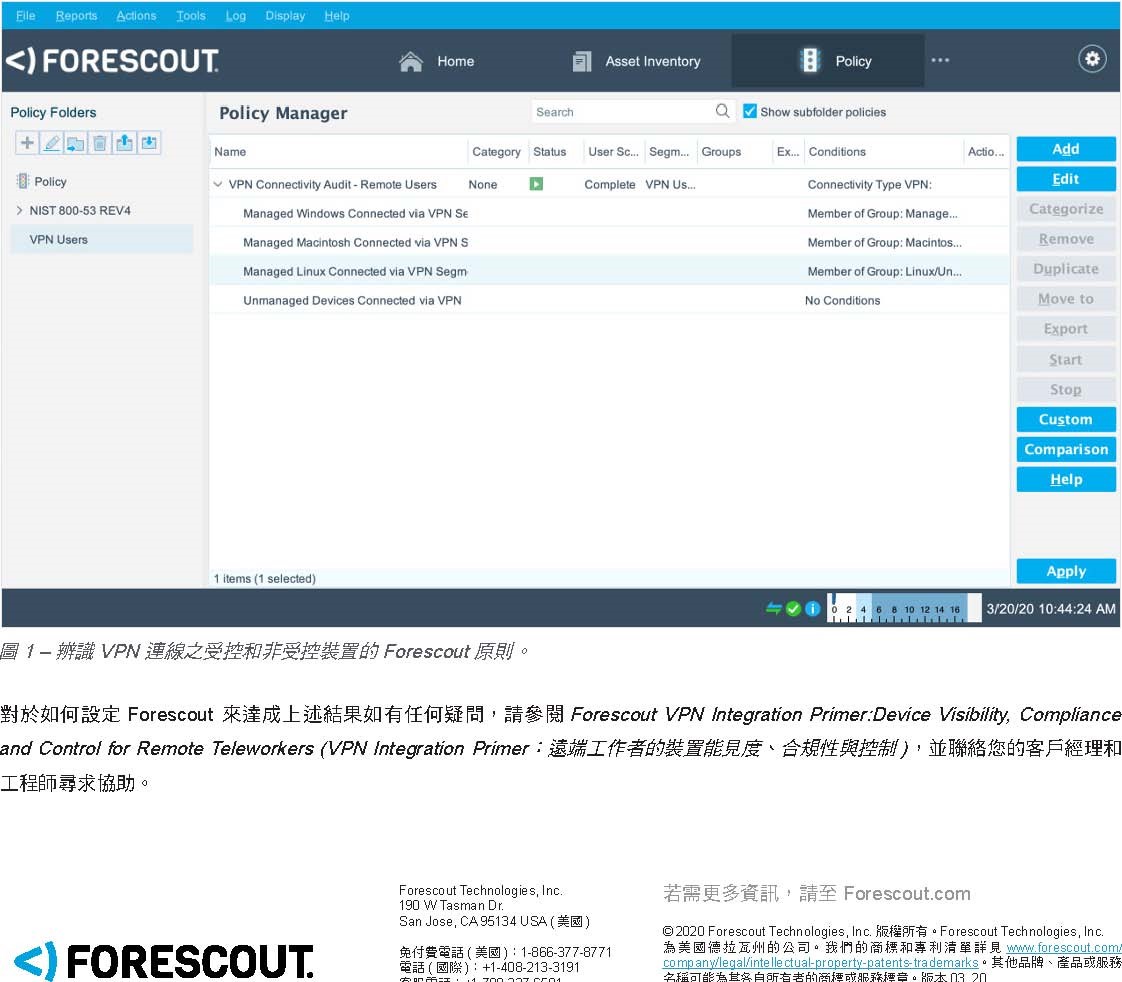 File Reports Actions Tools Log Display Help
FORESCOUT. Home Asset Inventory Policy
Policy Folders
Policy
NIST 800-53 REV4
VPN Users
Policy Manager Search Show subfolder policies
Name Category Status User Sc... Segm... Groups Ex... Conditions Actio...
VPN Connectivity Audit - Remote Users None Complete VPN Us... Connectivity Type VPN:
Managed Windows Connected via VPN Se Member of Group: Manage...
Managed Macintosh Connected via VPN S Member of Group: Macintos...
Managed Linux Connected via VPN Segm Member of Group: Linux/Un...
Unmanaged Devices Connected via VPN No Conditions
1 items (1 selected)
Add
Edit
Categorize
Remove
Duplicate
Move to
Export
Start
Stop
Custom
Comparison
Help
Apply
0 2 4 6 8 10 12 14 16 3/20/20 10:44:24 AM
圖 1 – 辨識 VPN 連線之受控和非受控裝置的 Forescout 原則。
對於如何設定 Forescout 來達成上述結果如有任何疑問，請參閱 Forescout VPN Integration Primer:Device Visibility, Compliance
and Control for Remote Teleworkers (VPN Integration Primer：遠端工作者的裝置能見度、合規性與控制)，並聯絡您的客戶經理和
工程師尋求協助。
FORESCOUT.
Forescout Technologies, Inc.
190 W Tasman Dr.
San Jose, CA 95134 USA (美國)
免付費電話 (美國)：1-866-377-8771
電話 (國際)：+1-408-213-3191
若需更多資訊，請至 Forescout.com
©2020 Forescout Technologies, Inc. 版權所有。Forescout Technologies, Inc.
為美國德拉瓦州的公司。我們的商標和專利清單詳見 www.forescout.com/
company/legal/intellectual-property-patents-trademarks。其他品牌、產品或服務
名稱可能為其各自所有者的商標或服務標章。版本 03_20